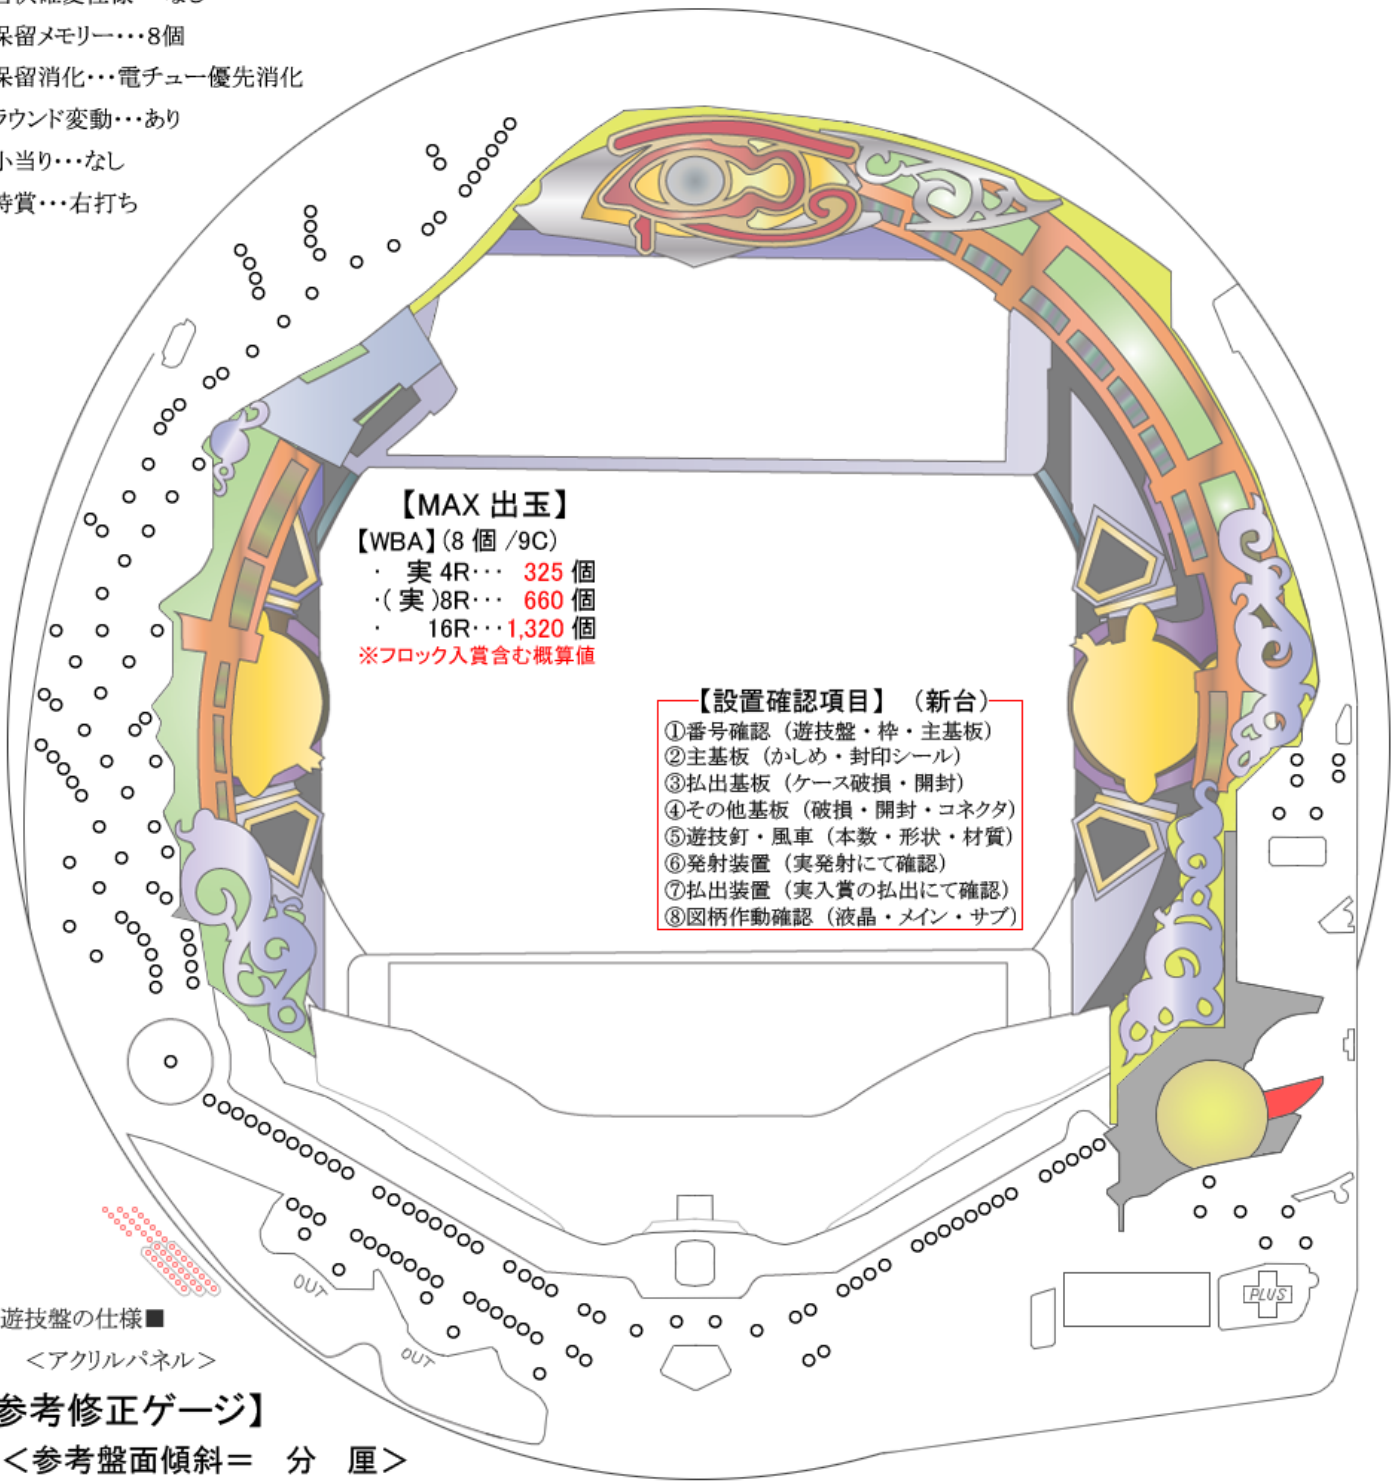 保留メモリー・・・8個
保留消化・・・電チュー優先消化
ラウンド変動・・・あり
小当り・・・なし
特賞・・・右打ち
【MAX 出玉】
【WBA】(8 個 /9C)
・ 実 4R・・・ 325 個
・( 実 )8R・・・ 660 個
・ 16R・・・1,320 個
※フロック入賞含む概算値
【設置確認項目】 （新台）
①番号確認（遊技盤・枠・主基板）
②主基板（かしめ・封印シール）
③払出基板（ケース破損・開封）
④その他基板（破損・開封・コネクタ）
⑤遊技釘・風車（本数・形状・材質）
⑥発射装置（実発射にて確認）
⑦払出装置（実入賞の払出にて確認）
⑧図柄作動確認（液晶・メイン・サブ）
OUT
OUT
PLUS
遊技盤の仕様■
＜アクリルパネル＞
参考修正ゲージ】
＜参考盤面傾斜＝ 分 厘＞